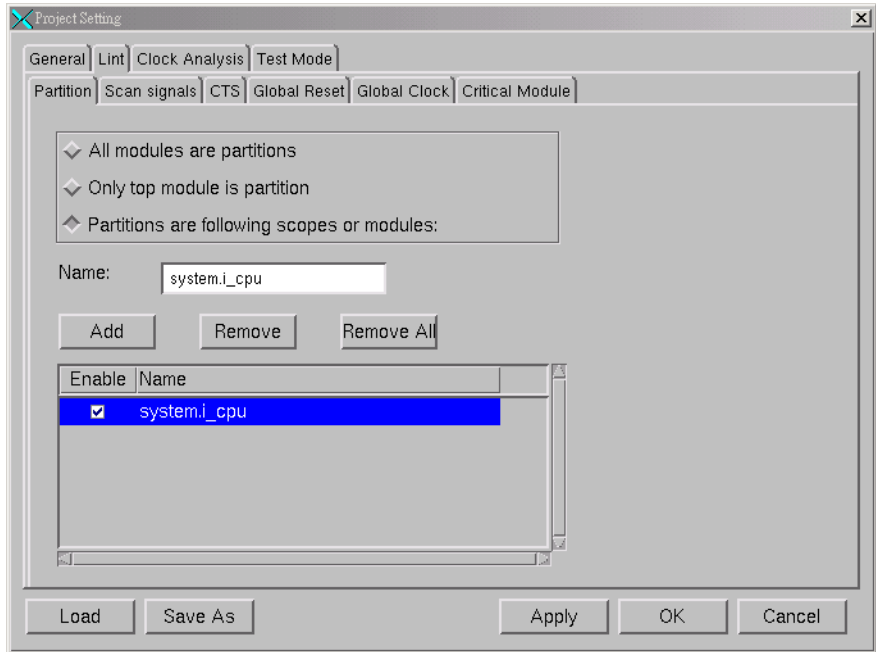 Project Setting
General Lint Clock Analysis Test Mode
Partition Scan signals CTS Global Reset Global Clock Critical Module
All modules are partitions
Only top module is partition
Partitions are following scopes or modules:
Name: system.i_cpu
Add Remove Remove All
Enable Name
system.i_cpu
Load Save As Apply OK Cancel